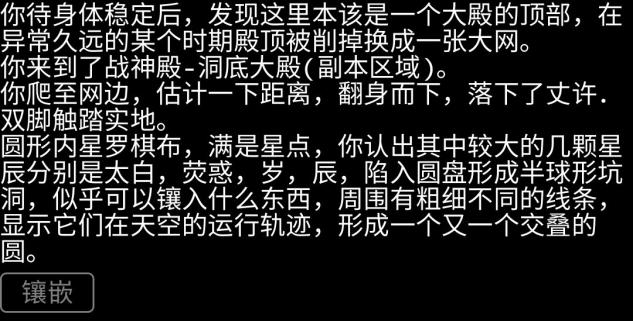 你待身体稳定后，发现这里本该是一个大殿的顶部，在
异常久远的某个时期殿顶被削掉换成一张大网。
你来到了战神殿-洞底大殿(副本区域)。
你爬至网边，估计一下距离，翻身而下，落下了丈许.
双脚触踏实地。
圆形内星罗棋布，满是星点，你认出其中较大的几颗星
辰分别是太白，荧惑，岁，辰，陷入圆盘形成半球形坑
洞，似乎可以镶入什么东西，周围有粗细不同的线条，
显示它们在天空的运行轨迹，形成一个又一个交叠的
圆。
镶嵌